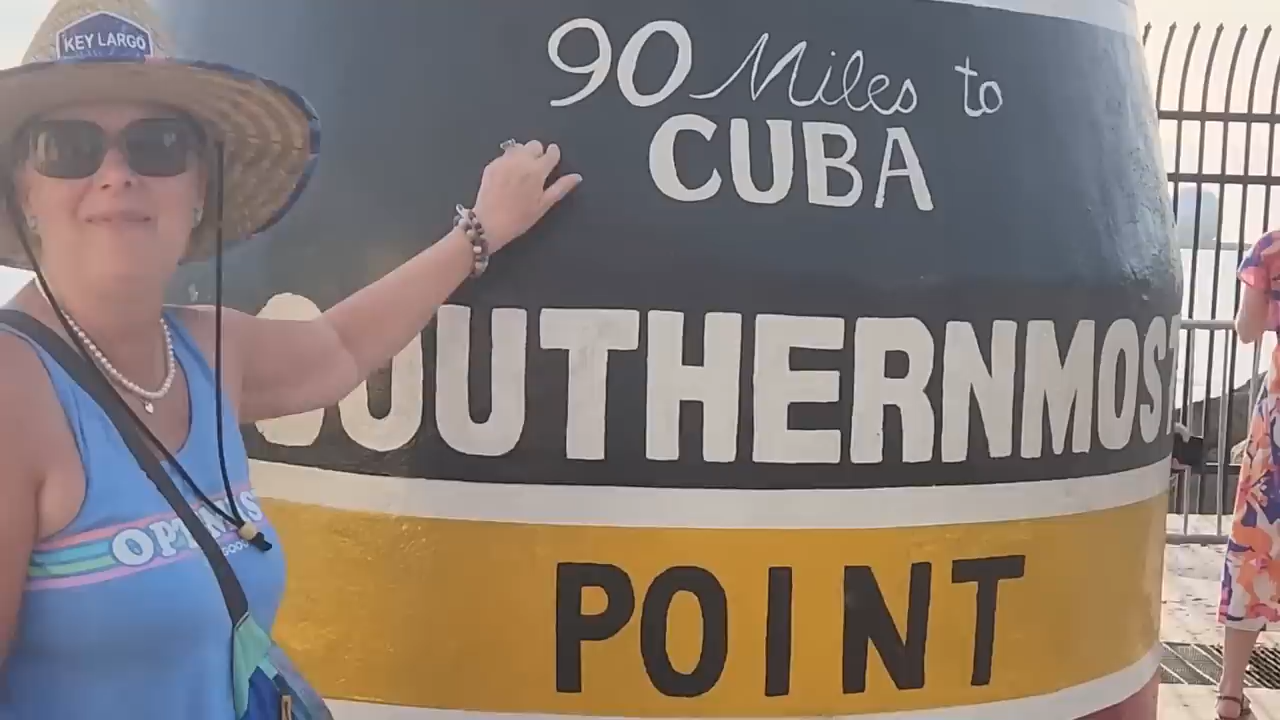 KEY LARGO
90 Miles to
CUBA
SOUTHERNMOST
POINT